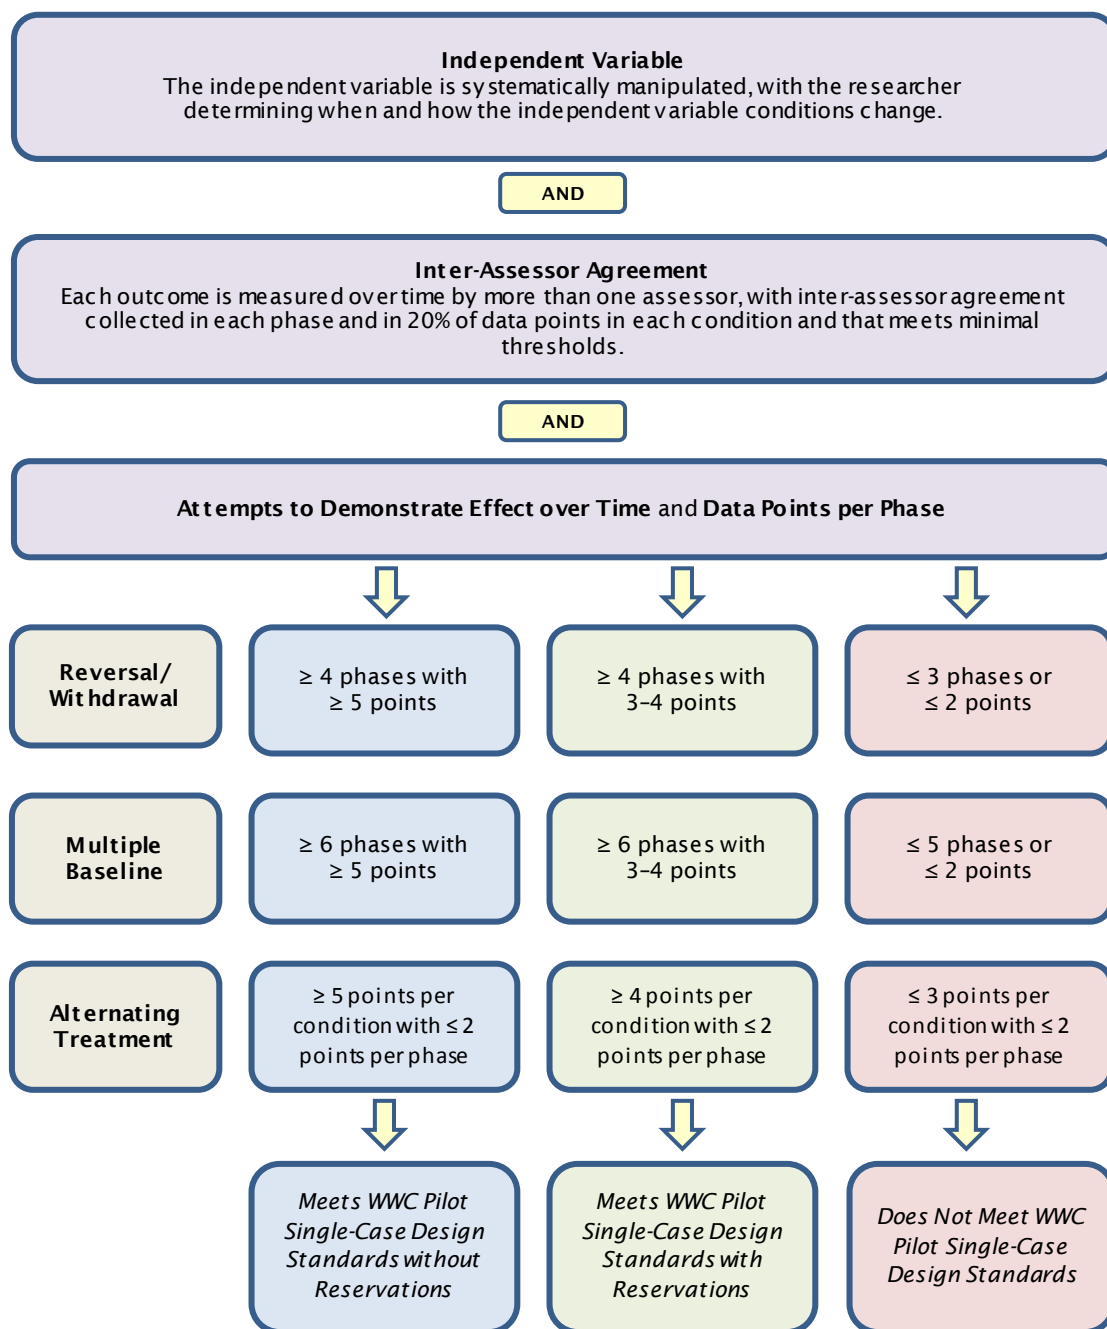 Independent Variable
The independent variable is systematically manipulated, with the researcher
determining when and how the independent variable conditions change.
AND
Inter-Assessor Agreement
Each outcome is measured over time by more than one assessor, with inter-assessor agreement
collected in each phase and in 20% of data points in each condition and that meets minimal
thresholds.
AND
Attempts to Demonstrate Effect over Time and Data Points per Phase
Reversal/
Withdrawal
≥ 4 phases with
≥ 5 points
≥ 4 phases with
3–4 points
≤ 3 phases or
≤ 2 points
Multiple
Baseline
≥ 6 phases with
≥ 5 points
≥ 6 phases with
3–4 points
≤ 5 phases or
≤ 2 points
Alternating
Treatment
≥ 5 points per
condition with ≤ 2
points per phase
≥ 4 points per
condition with ≤ 2
points per phase
≤ 3 points per
condition with ≤ 2
points per phase
Meets WWC Pilot
Single-Case Design
Standards without
Reservations
Meets WWC Pilot
Single-Case Design
Standards with
Reservations
Does Not Meet WWC
Pilot Single-Case
Design Standards